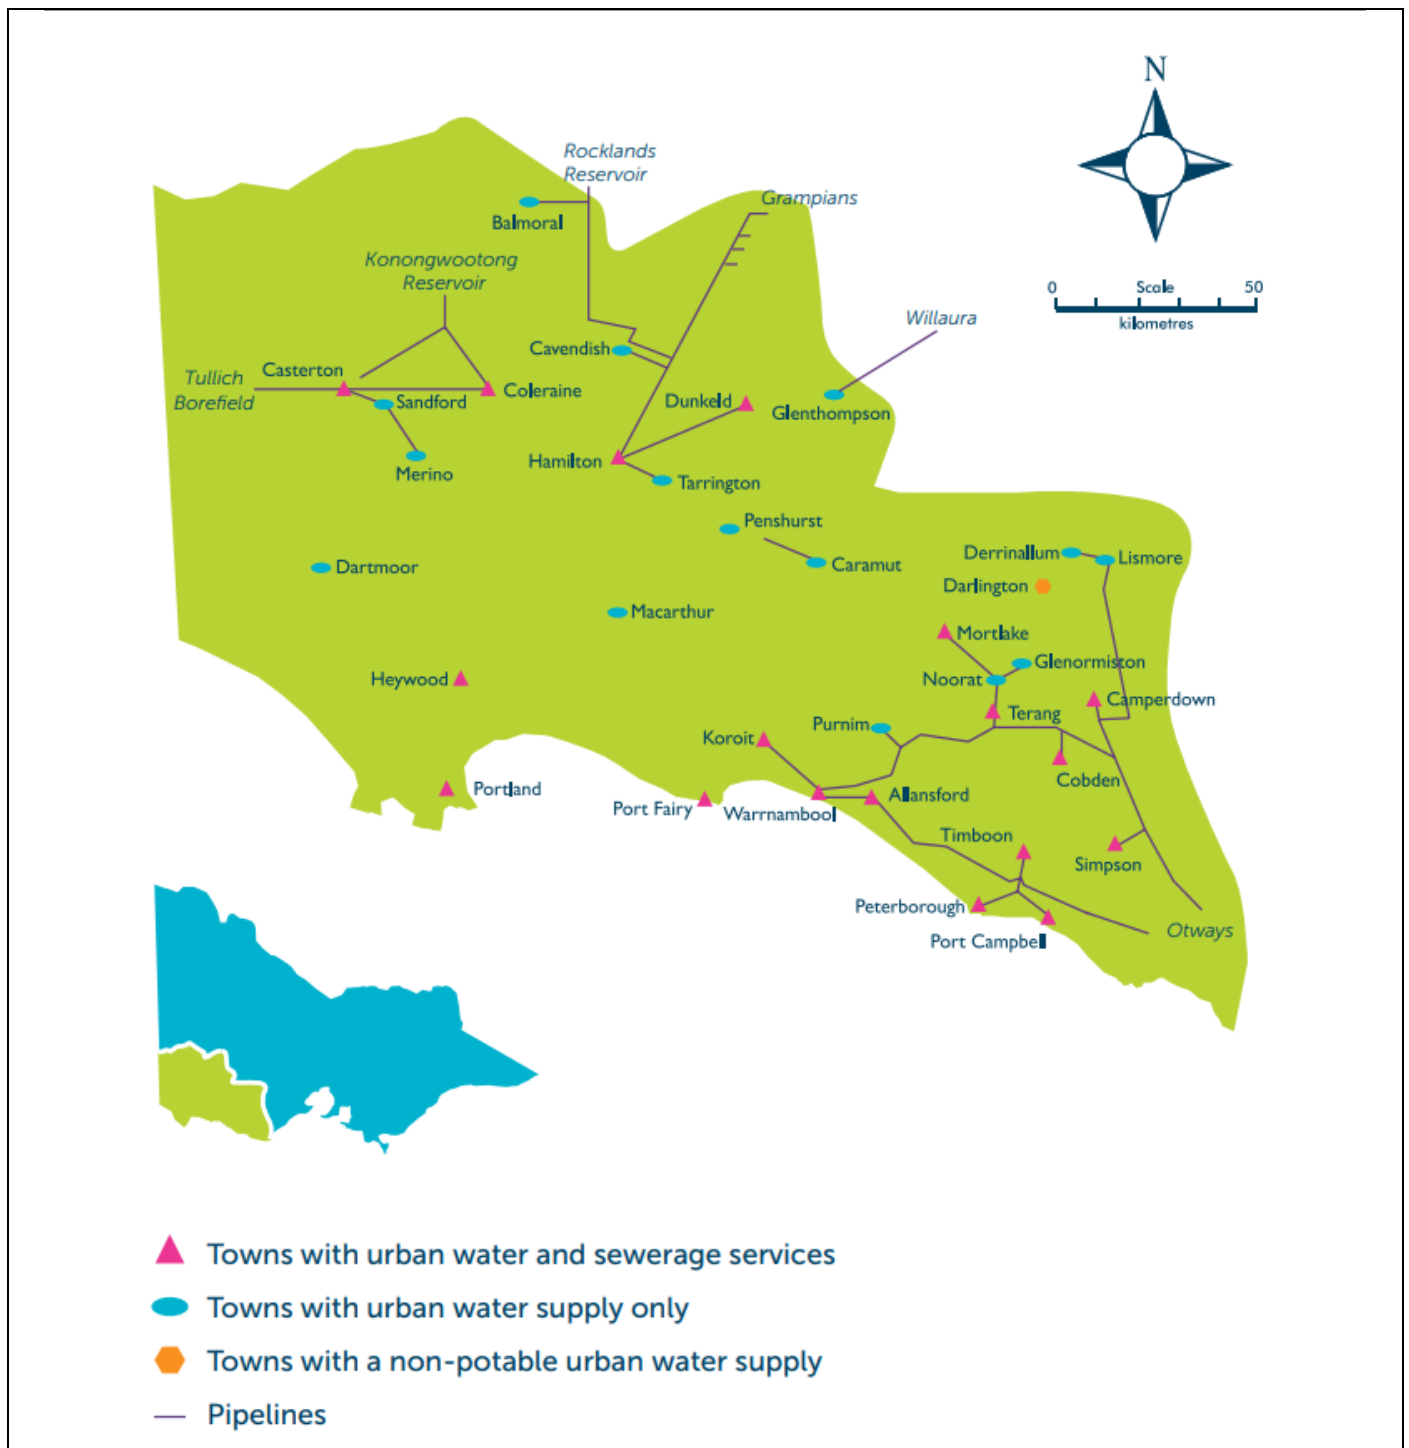 N
Rocklands
Reservoir
Grampians
Balmoral
Konongwootong
Reservoir
0 Scale 50
kilometres
Willaura
Cavendish
Casterton
Tullich
Borefield
Coleraine
Sandford
Dunkeld
Glenthompson
Hamilton
Merino
Tarrington
Penshurst
Derrinallum
Lismore
Caramut
Dartmoor
Darlington
Macarthur
Mortlake
Glenormiston
Heywood
Noorat
Camperdown
Terang
Purnim
Koroit
Cobden
Portland
Allansford
Port Fairy
Warrnambool
Timboon
Simpson
Peterborough
Otways
Port Campbell
Towns with urban water and sewerage services
Towns with urban water supply only
Towns with a non-potable urban water supply
Pipelines